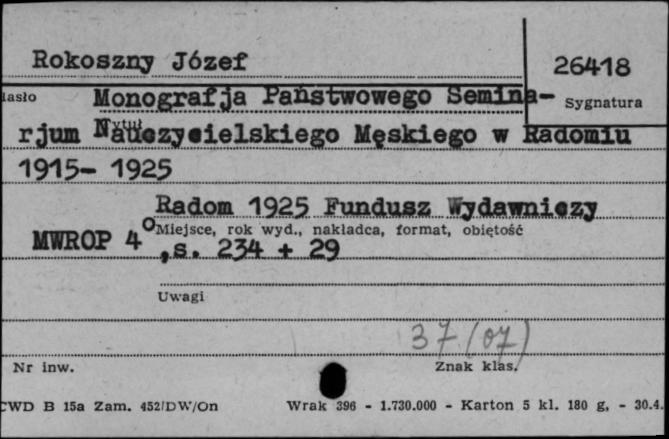 Rokoszny Józef
26418
Hasło
Monografja Państwowego Semina-
Sygnatura
Tytuł
rjum Nauczycielskiego Męskiego w Radomiu
1915- 1925
Radom 1925 Fundusz Wydawniczy
Miejsce, rok wyd., nakładca, format, objętość
MWROP 4°
,s. 234 + 29
Uwagi
37(07)
Nr inw.
Znak klas.
CWD B 15a Zam. 452/DW/On
Wrak 396 - 1.730.000 - Karton 5 kl. 180 g, - 30.4.